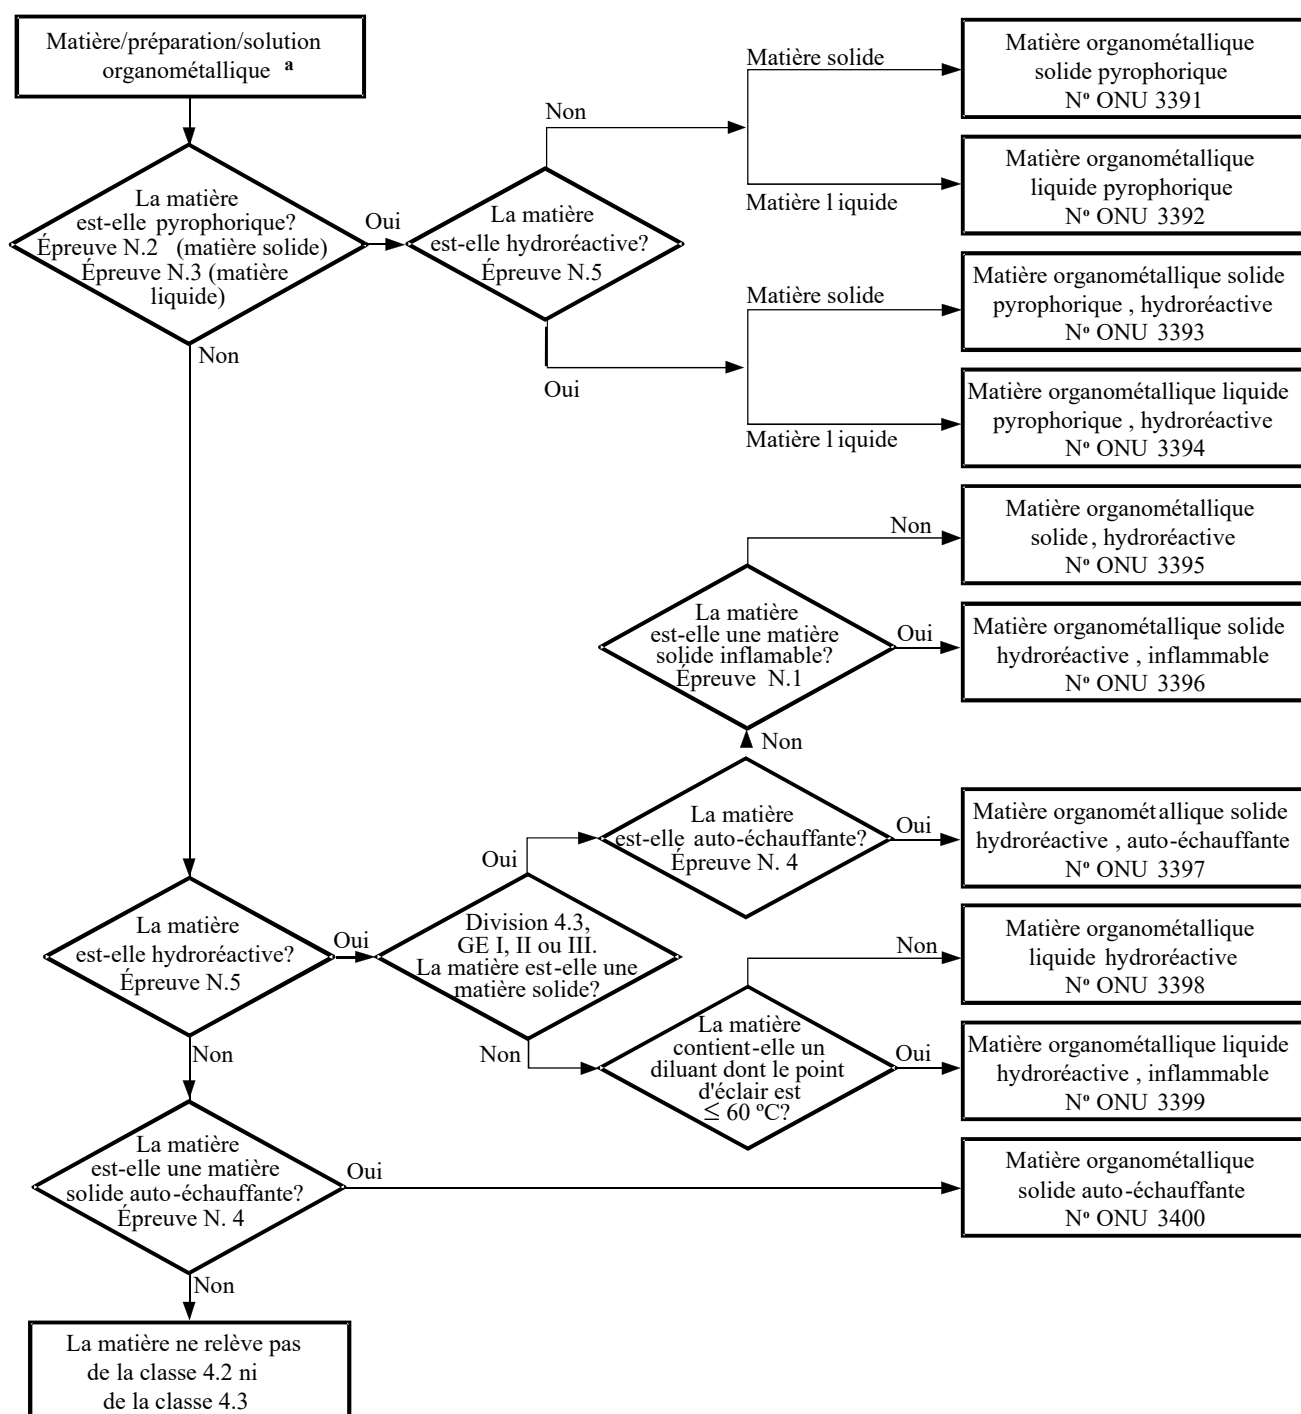 Matière/préparation/solution
organométallique a
La matière
est-elle pyrophorique?
Épreuve N.2 (matière solide)
Épreuve N.3 (matière
liquide)
Oui
Non
La matière
est-elle hydroréactive?
Épreuve N.5
Non
Oui
Matière solide
Matière l iquide
Matière organométallique
solide pyrophorique
Nº ONU 3391
Matière organométallique
liquide pyrophorique
Nº ONU 3392
Matière solide
Matière l iquide
Matière organométallique solide
pyrophorique , hydroréactive
Nº ONU 3393
Matière organométallique liquide
pyrophorique , hydroréactive
Nº ONU 3394
Matière organométallique
solide, hydroréactive
Nº ONU 3395
Non
La matière
est-elle une matière
solide inflamable?
Épreuve N.1
Oui
Matière organométallique solide
hydroréactive , inflammable
Nº ONU 3396
Non
La matière
est-elle auto-échauffante?
Épreuve N. 4
Oui
Matière organométallique solide
hydroréactive , auto-échauffante
Nº ONU 3397
La matière
est-elle hydroréactive?
Épreuve N.5
Oui
Non
Division 4.3,
GE I, II ou III.
La matière est-elle une
matière solide?
Oui
Non
La matière
contient-elle un
diluant dont le point
d'éclair est
≤ 60 ºC?
Non
Oui
Matière organométallique
liquide hydroréactive
Nº ONU 3398
Matière organométallique liquide
hydroréactive , inflammable
Nº ONU 3399
La matière
est-elle une matière
solide auto-échauffante?
Épreuve N. 4
Oui
Non
Matière organométallique
solide auto-échauffante
Nº ONU 3400
La matière ne relève pas
de la classe 4.2 ni
de la classe 4.3